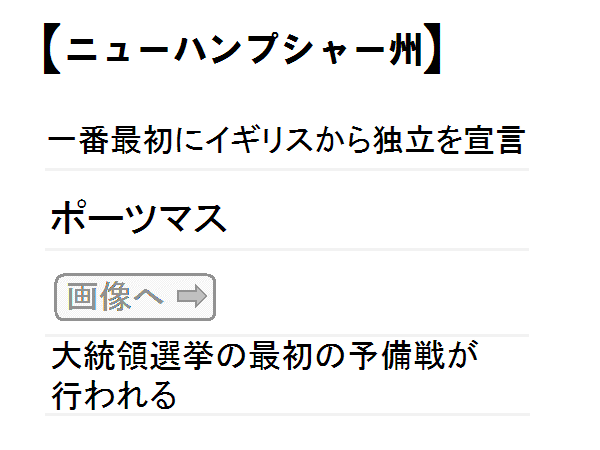 【ニューハンプシャー州】
一番最初にイギリスから独立を宣言
ポーツマス
画像へ
大統領選挙の最初の予備戦が
行われる